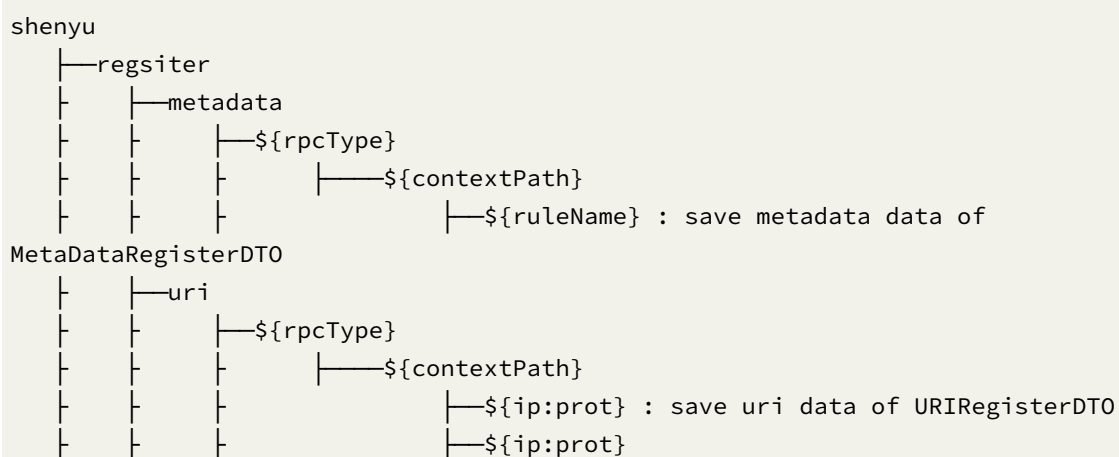 shenyu
   ├──regsiter
   ├    ├──metadata
   ├    ├     ├──${rpcType}
   ├    ├     ├      ├────${contextPath}
   ├    ├     ├               ├──${ruleName} : save metadata data of
MetaDataRegisterDTO
   ├    ├──uri
   ├    ├     ├──${rpcType}
   ├    ├     ├      ├────${contextPath}
   ├    ├     ├               ├──${ip:prot} : save uri data of URIRegisterDTO
   ├    ├     ├               ├──${ip:prot}